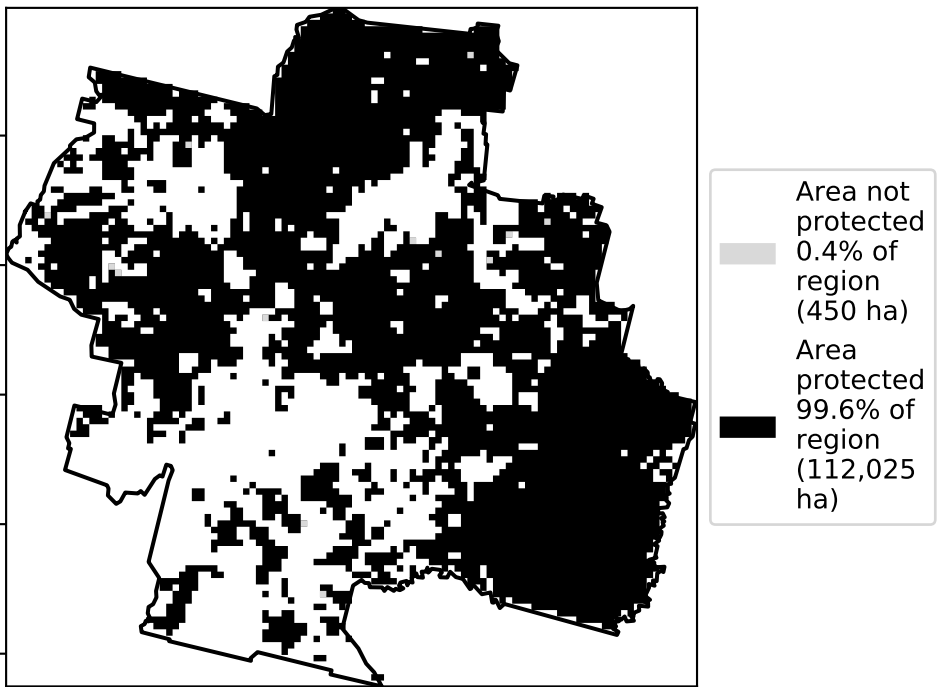 Area not
protected
0.4% of
region
(450 ha)
Area
protected
99.6% of
region
(112,025
ha)